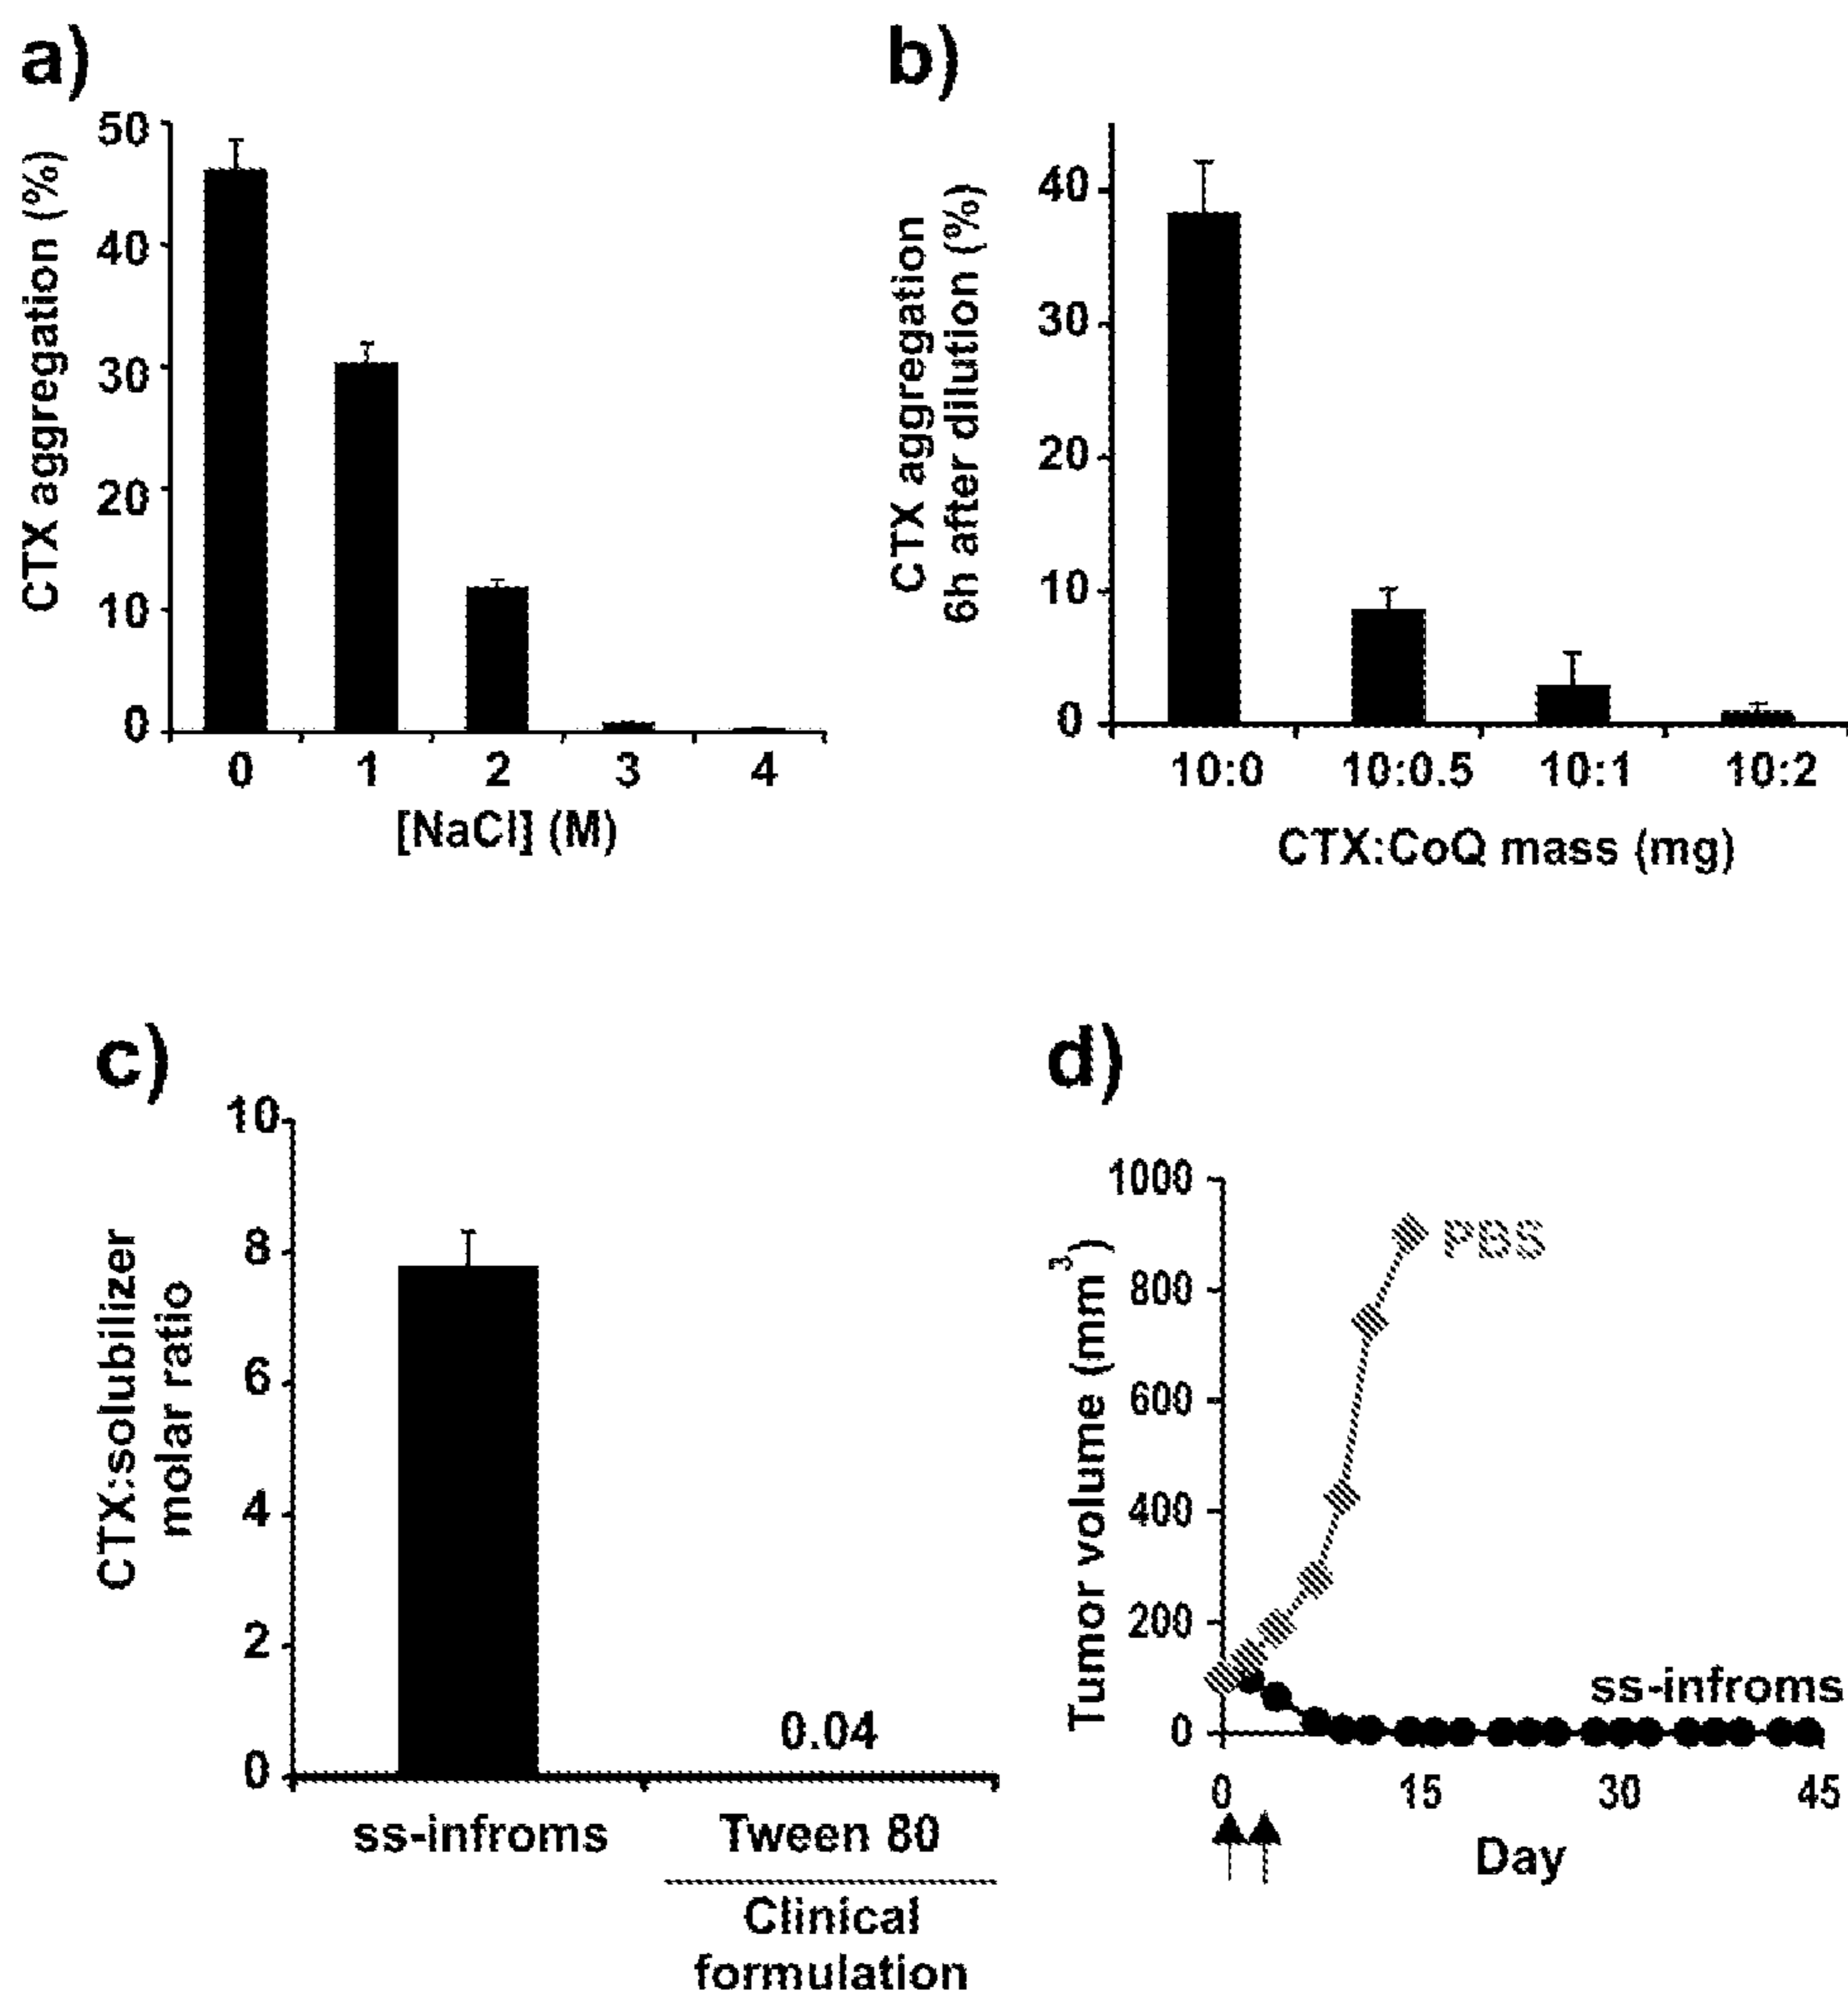 a)
CTX aggregation (%)
50
40
30
20
10
0
0 1 2 3 4
[NaCl] (M)
b)
CTX aggregation
6h after dilution (%)
40
30
20
10
0
10:0 10:0.5 10:1 10:2
CTX:CoQ mass (mg)
c)
CTX:solubilizer
molar ratio
10
8
6
4
2
0
0.04
ss-infroms Tween 80
Clinical
formulation
d)
Tumor volume (mm³)
1000
800
600
400
200
0
PBS
ss-infroms
0 15 30 45
Day